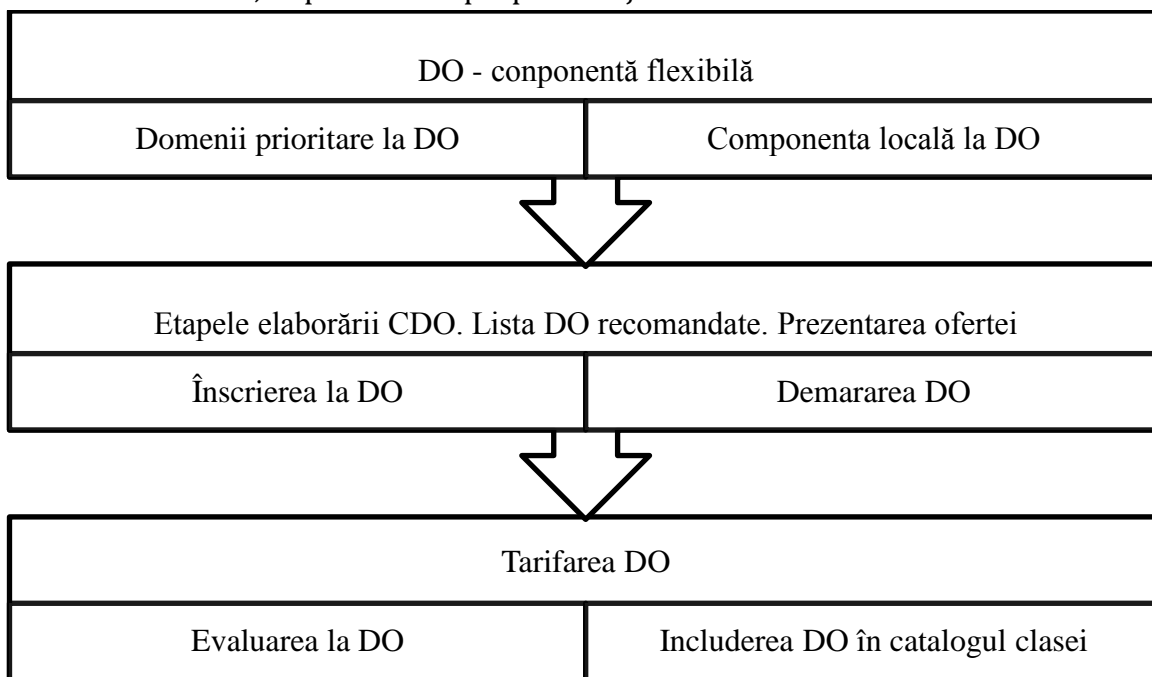 DO - conponentă flexibilă
Domenii prioritare la DO
Componenta locală la DO
Etapele elaborării CDO. Lista DO recomandate. Prezentarea ofertei
Înscrierea la DO
Demararea DO
Tarifarea DO
Evaluarea la DO
Includerea DO în catalogul clasei